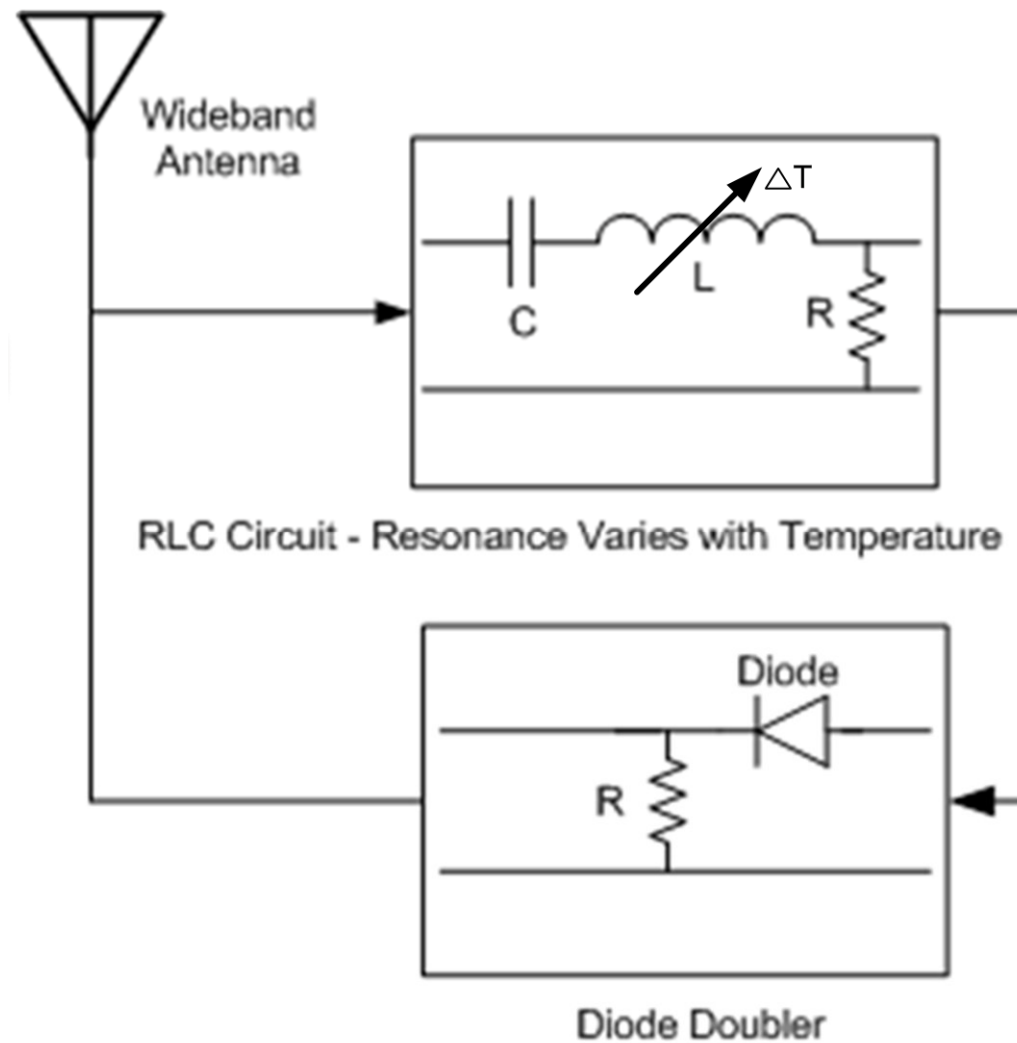 Wideband
Antenna
△T
L
C
R
RLC Circuit - Resonance Varies with Temperature
Diode
R
Diode Doubler